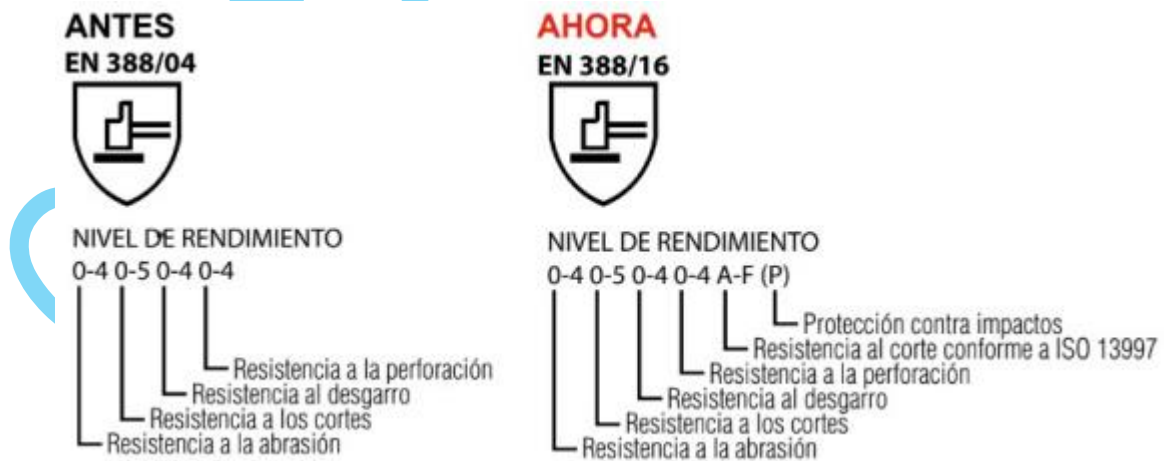 ANTES
EN 388/04
NIVEL DE RENDIMIENTO
0-4 0-5 0-4 0-4
Resistencia a la perforación
Resistencia al desgarro
Resistencia a los cortes
Resistencia a la abrasión
AHORA
EN 388/16
NIVEL DE RENDIMIENTO
0-4 0-5 0-4 0-4 A-F (P)
Protección contra impactos
Resistencia al corte conforme a ISO 13997
Resistencia a la perforación
Resistencia al desgarro
Resistencia a los cortes
Resistencia a la abrasión